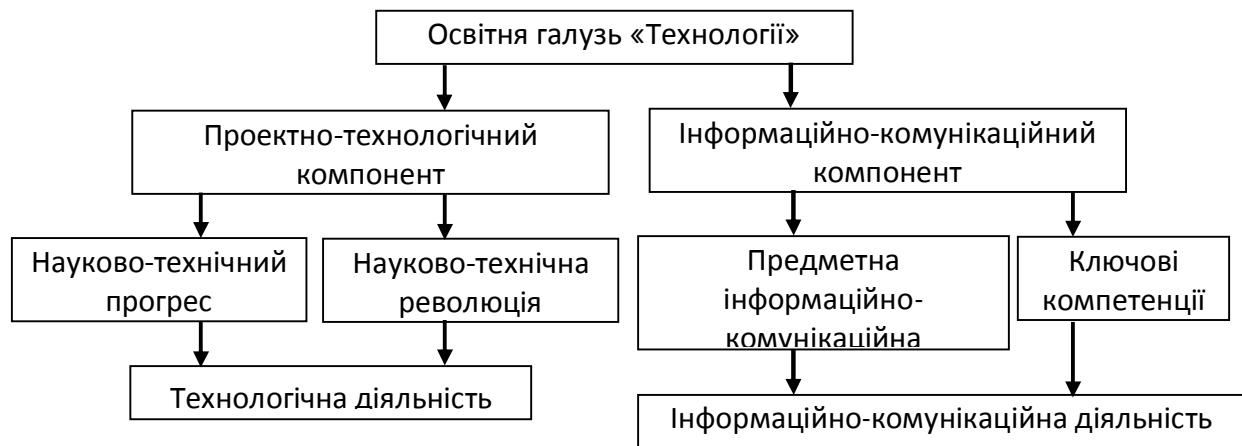 Освітня галузь «Технології»
Проектно-технологічний
компонент
Інформаційно-комунікаційний
компонент
Науково-технічний
прогрес
Науково-технічна
революція
Предметна
інформаційно-
комунікаційна
Ключові
компетенції
Технологічна діяльність
Інформаційно-комунікаційна діяльність